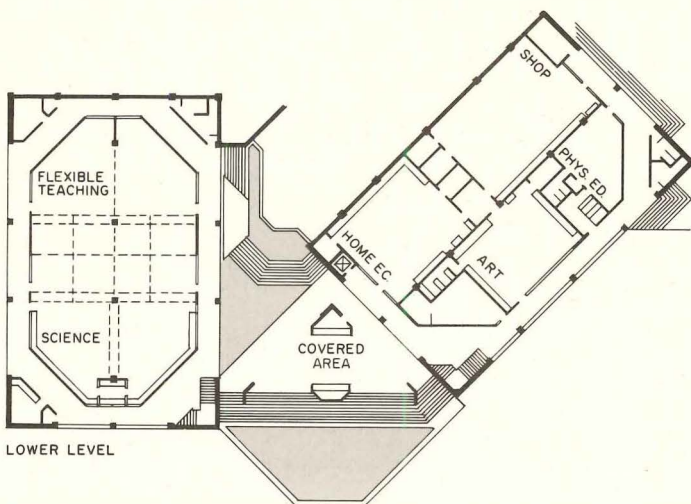 FLEXIBLE
TEACHING
SCIENCE
LOWER LEVEL
SHOP
PHYS. ED.
HOME EC.
ART
COVERED
AREA